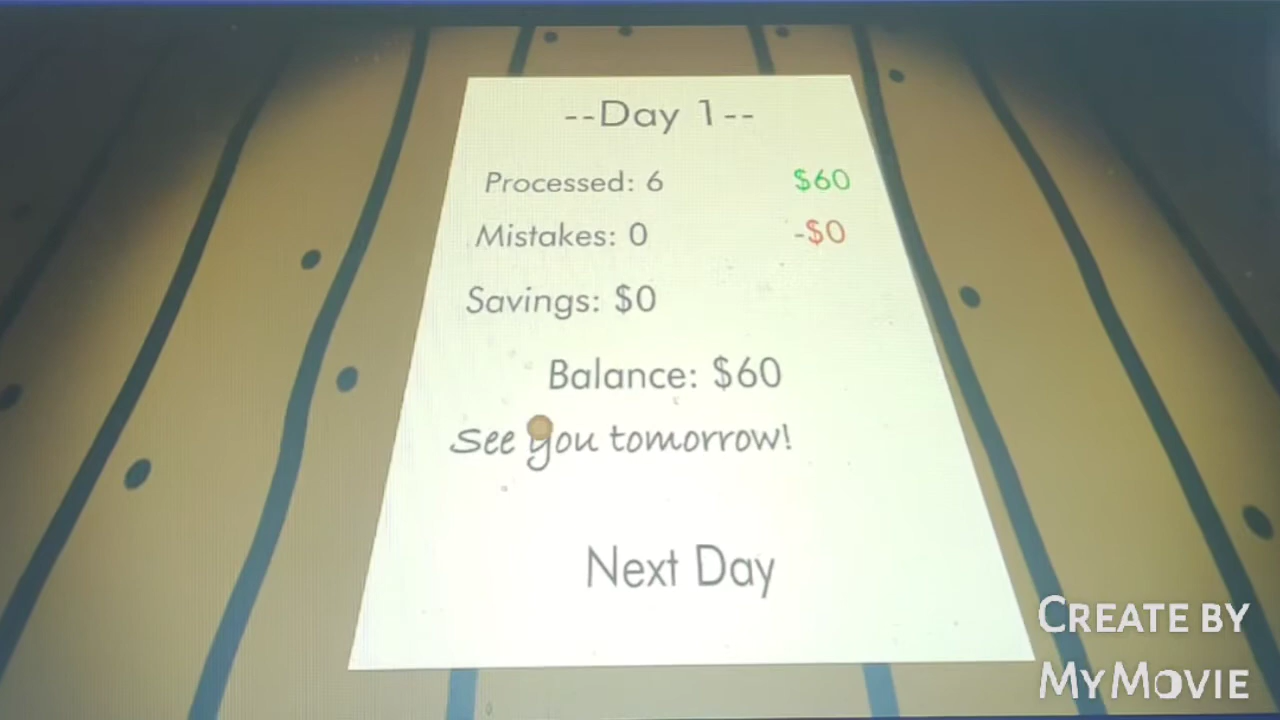 --Day 1--
Processed: 6 $60
Mistakes: 0 -$0
Savings: $0
Balance: $60
See you tomorrow!
Next Day
CREATE BY
MYMOVIE